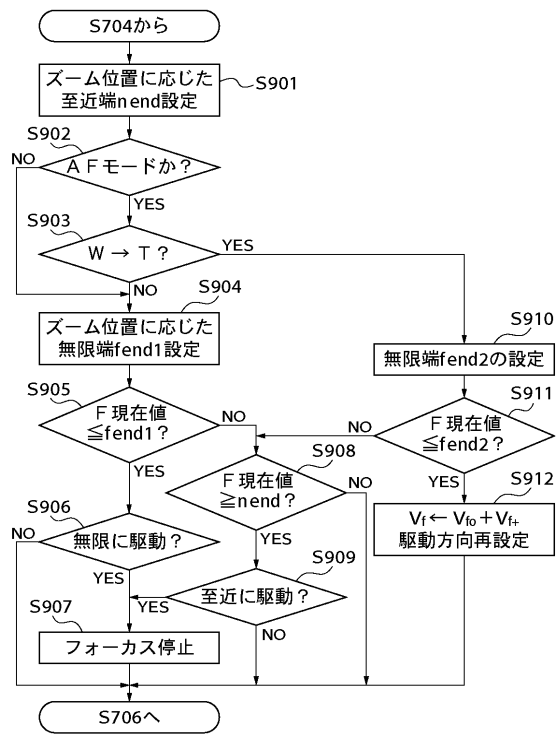 S704から
ズーム位置に応じた
至近端nend設定
S901
S902
AFモードか？
NO
YES
S903
W → T？
YES
NO
S904
ズーム位置に応じた
無限端fend1設定
S910
無限端fend2の設定
S905
F現在値
≦fend1？
NO
YES
S911
F現在値
≦fend2？
NO
YES
S908
F現在値
≧nend？
NO
YES
S912
Vf ← Vfo＋Vf+
駆動方向再設定
S906
無限に駆動？
NO
YES
S909
至近に駆動？
YES
NO
S907
フォーカス停止
S706へ